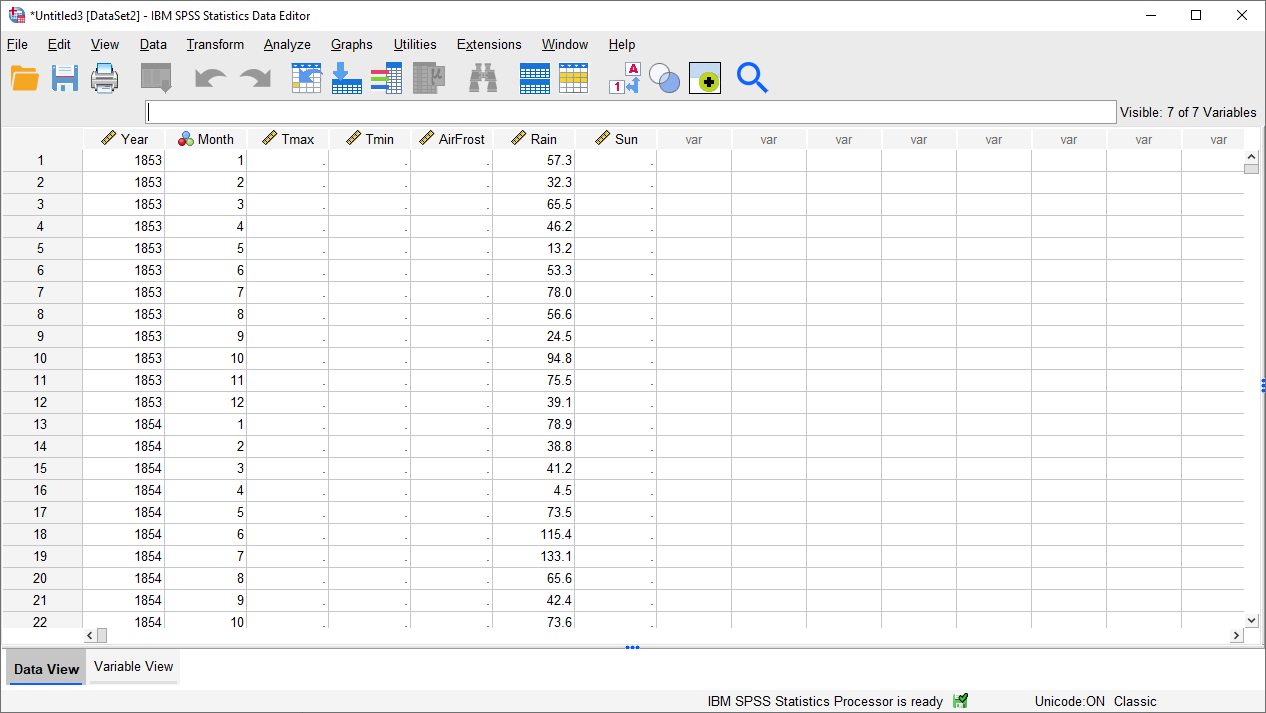 *Untitled3 [DataSet2] - IBM SPSS Statistics Data Editor
File Edit View Data Transform Analyze Graphs Utilities Extensions Window Help
1 A
Visible: 7 of 7 Variables
Year Month Tmax Tmin AirFrost Rain Sun var var var var var var var var
1 1853 1 . . . 57.3 .
2 1853 2 . . . 32.3 .
3 1853 3 . . . 65.5 .
4 1853 4 . . . 46.2 .
5 1853 5 . . . 13.2 .
6 1853 6 . . . 53.3 .
7 1853 7 . . . 78.0 .
8 1853 8 . . . 56.6 .
9 1853 9 . . . 24.5 .
10 1853 10 . . . 94.8 .
11 1853 11 . . . 75.5 .
12 1853 12 . . . 39.1 .
13 1854 1 . . . 78.9 .
14 1854 2 . . . 38.8 .
15 1854 3 . . . 41.2 .
16 1854 4 . . . 4.5 .
17 1854 5 . . . 73.5 .
18 1854 6 . . . 115.4 .
19 1854 7 . . . 133.1 .
20 1854 8 . . . 65.6 .
21 1854 9 . . . 42.4 .
22 1854 10 . . . 73.6 .
Data View Variable View
IBM SPSS Statistics Processor is ready Unicode:ON Classic